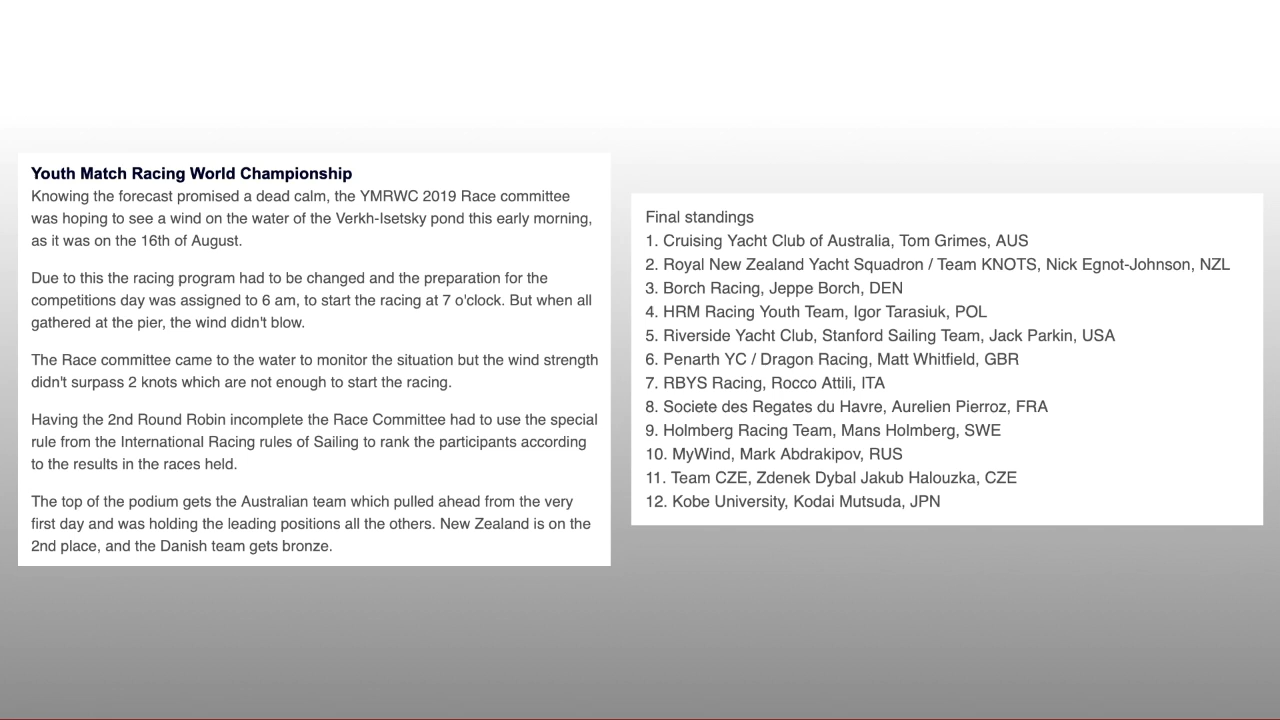 Youth Match Racing World Championship
Knowing the forecast promised a dead calm, the YMRWC 2019 Race committee
was hoping to see a wind on the water of the Verkh-Isetsky pond this early morning,
as it was on the 16th of August.
Due to this the racing program had to be changed and the preparation for the
competitions day was assigned to 6 am, to start the racing at 7 o'clock. But when all
gathered at the pier, the wind didn't blow.
The Race committee came to the water to monitor the situation but the wind strength
didn't surpass 2 knots which are not enough to start the racing.
Having the 2nd Round Robin incomplete the Race Committee had to use the special
rule from the International Racing rules of Sailing to rank the participants according
to the results in the races held.
The top of the podium gets the Australian team which pulled ahead from the very
first day and was holding the leading positions all the others. New Zealand is on the
2nd place, and the Danish team gets bronze.
Final standings
1. Cruising Yacht Club of Australia, Tom Grimes, AUS
2. Royal New Zealand Yacht Squadron / Team KNOTS, Nick Egnot-Johnson, NZL
3. Borch Racing, Jeppe Borch, DEN
4. HRM Racing Youth Team, Igor Tarasiuk, POL
5. Riverside Yacht Club, Stanford Sailing Team, Jack Parkin, USA
6. Penarth YC / Dragon Racing, Matt Whitfield, GBR
7. RBYS Racing, Rocco Attili, ITA
8. Societe des Regates du Havre, Aurelien Pierroz, FRA
9. Holmberg Racing Team, Mans Holmberg, SWE
10. MyWind, Mark Abdrakipov, RUS
11. Team CZE, Zdenek Dybal Jakub Halouzka, CZE
12. Kobe University, Kodai Mutsuda, JPN